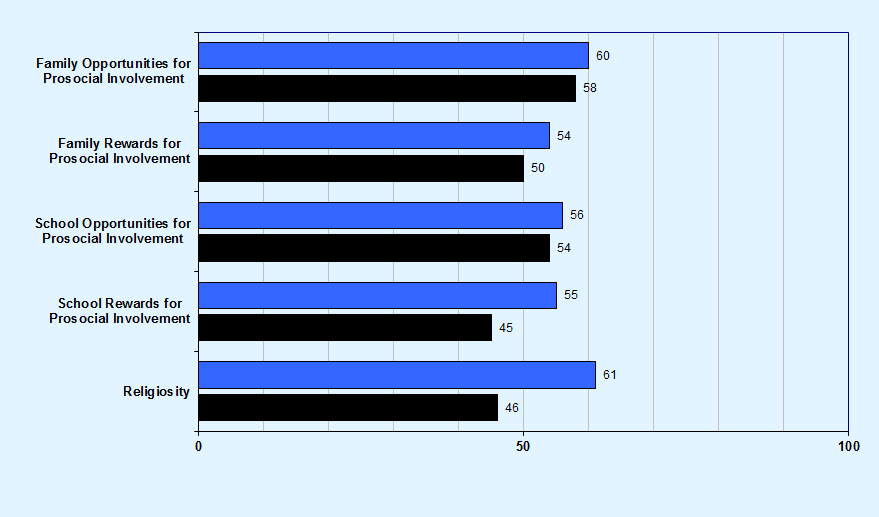 Family Opportunities for
Prosocial Involvement
60
58
Family Rewards for
Prosocial Involvement
54
50
School Opportunities for
Prosocial Involvement
56
54
School Rewards for
Prosocial Involvement
55
45
Religiosity
61
46
0 50 100